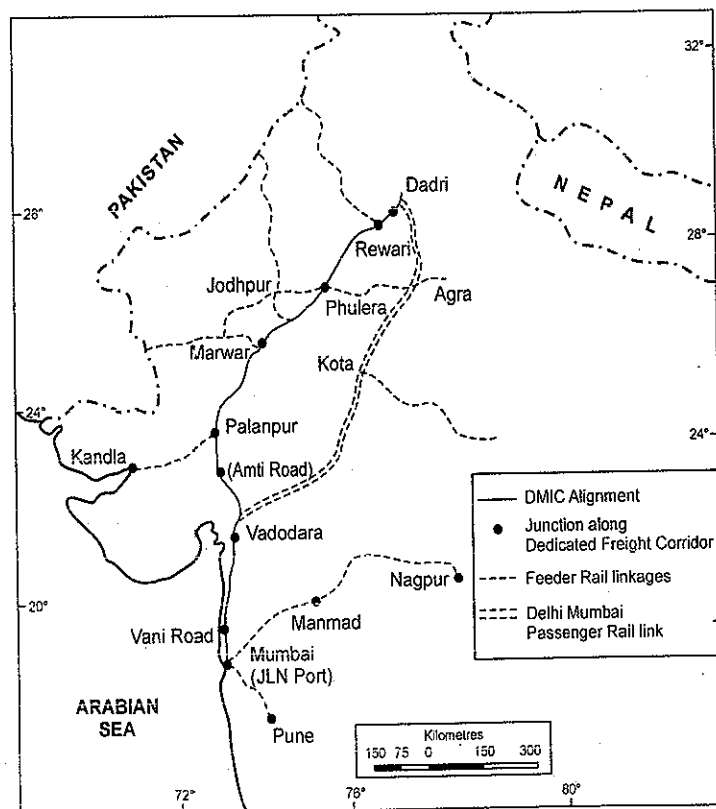 32°
PAKISTAN
NEPAL
Dadri
26°
28°
Rewari
Jodhpur
Phulera
Agra
Marwar
Kota
24°
24°
Palanpur
Kandla
(Amti Road)
DMIC Alignment
Junction along
Dedicated Freight Corridor
Vadodara
Feeder Rail linkages
Nagpur
20°
Manmad
Delhi Mumbai
Passenger Rail link
Vani Road
Mumbai
(JLN Port)
ARABIAN
SEA
Pune
Kilometres
150 75 0 150 300
72° 76° 80°